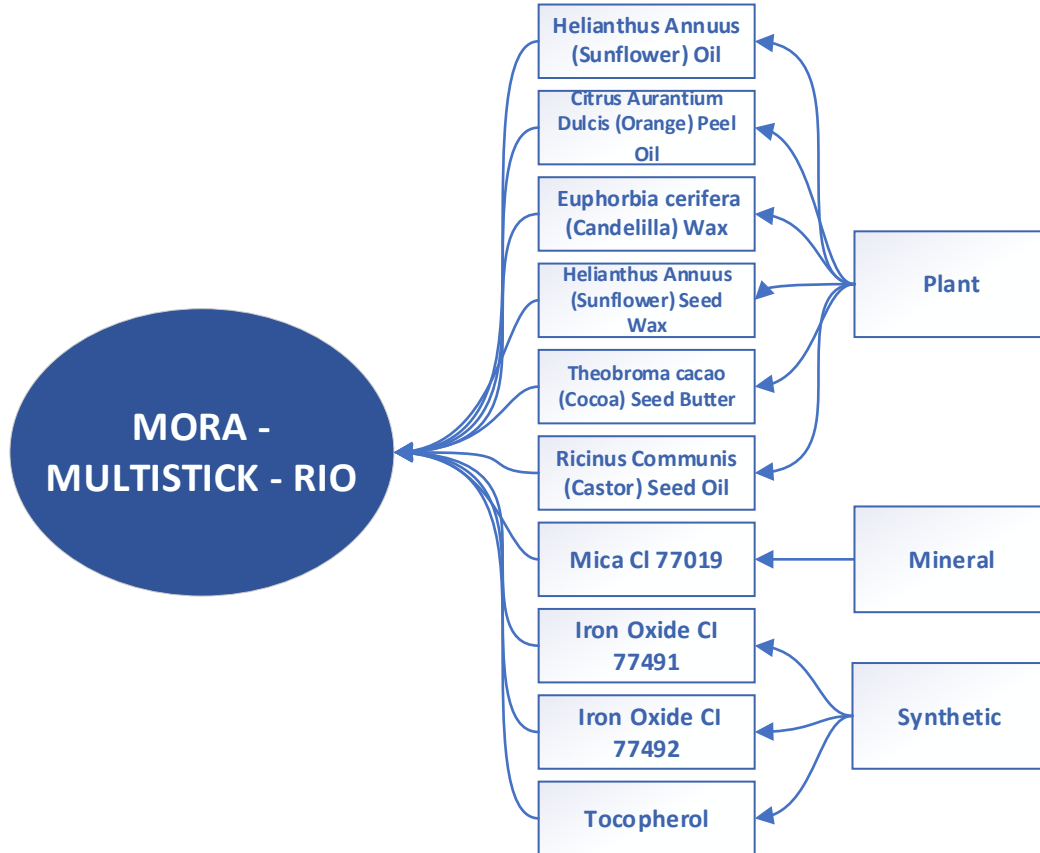 Helianthus Annuus
(Sunflower) Oil
Citrus Aurantium
Dulcis (Orange) Peel
Oil
Euphorbia cerifera
(Candelilla) Wax
Helianthus Annuus
(Sunflower) Seed
Wax
Theobroma cacao
(Cocoa) Seed Butter
Ricinus Communis
(Castor) Seed Oil
Mica Cl 77019
Iron Oxide CI
77491
Iron Oxide CI
77492
Tocopherol
MORA -
MULTISTICK - RIO
Plant
Mineral
Synthetic